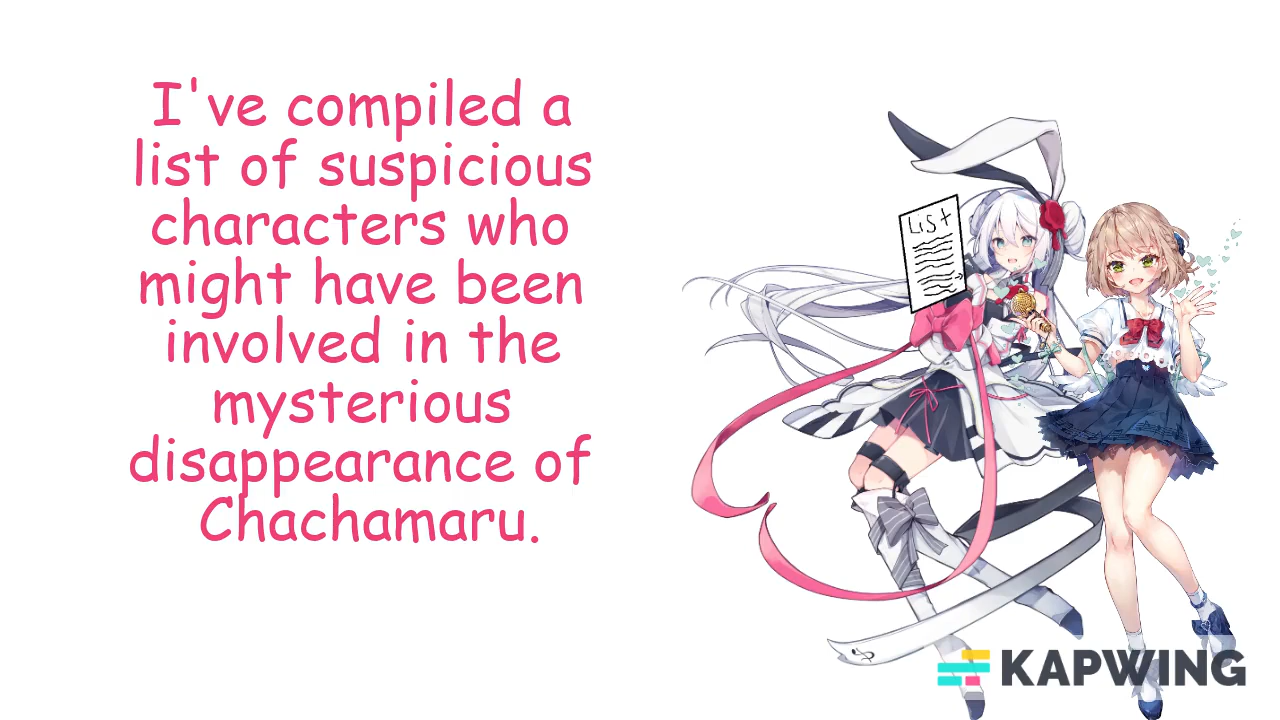 I've compiled a
list of suspicious
characters who
might have been
involved in the
mysterious
disappearance of
Chachamaru.
List
KAPWING